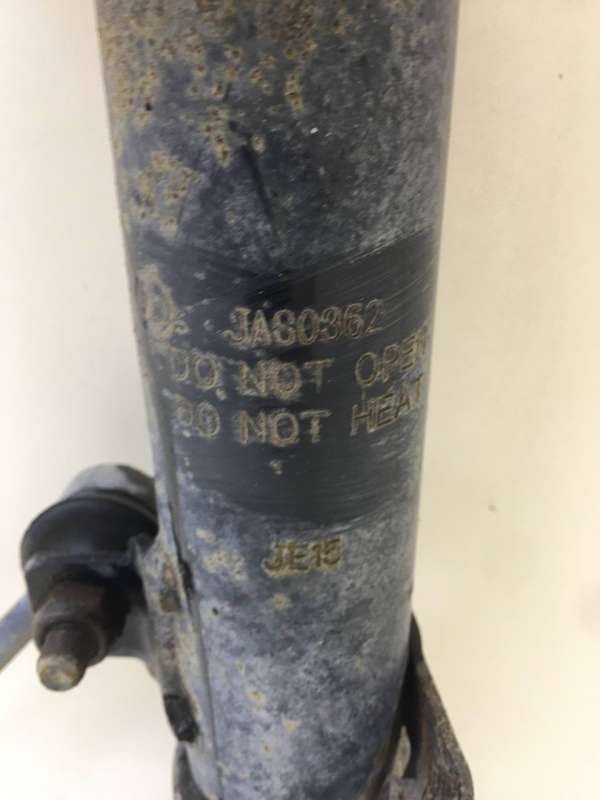 JA80362
DO NOT OPEN
DO NOT HEAT
JE15